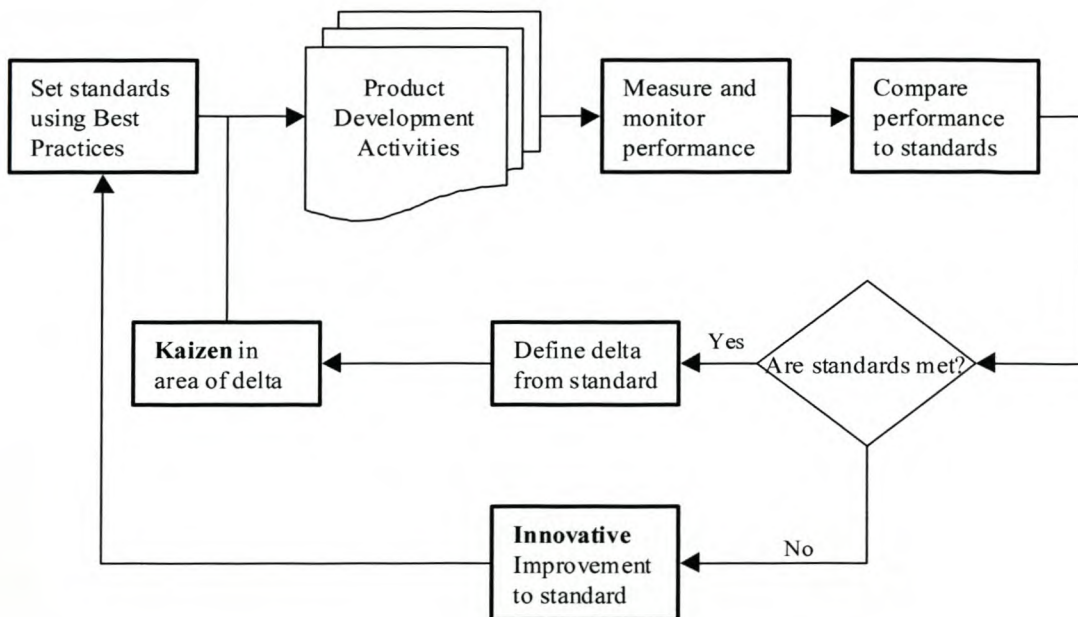 Set standards
using Best
Practices
Product
Development
Activities
Measure and
monitor
performance
Compare
performance
to standards
Are standards met?
Yes
Define delta
from standard
Kaizen in
area of delta
No
Innovative
Improvement
to standard